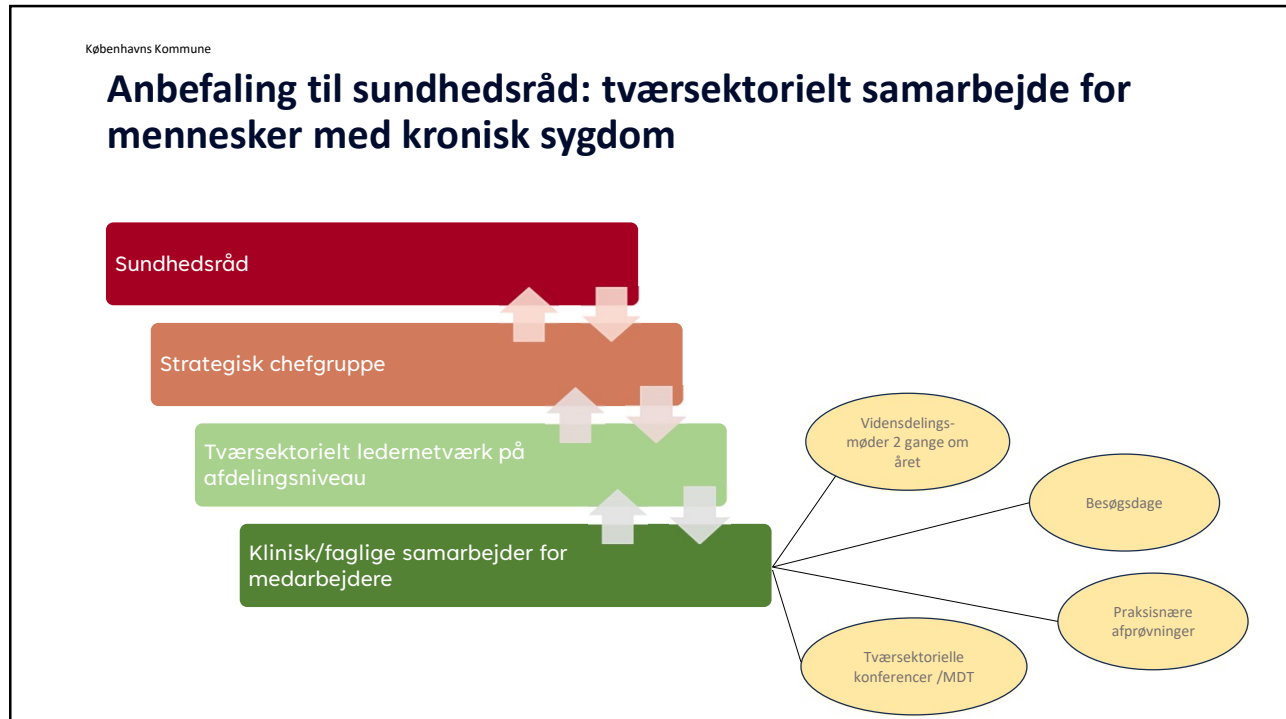 Københavns Kommune
Anbefaling til sundhedsråd: tværsektorielt samarbejde for
mennesker med kronisk sygdom
Sundhedsråd
Strategisk chefgruppe
Tværsektorielt ledernetværk på
afdelingsniveau
Klinisk/faglige samarbejder for
medarbejdere
Vidensdelings-
møder 2 gange om
året
Besøgsdage
Praksisnære
afprøvninger
Tværsektorielle
konferencer /MDT